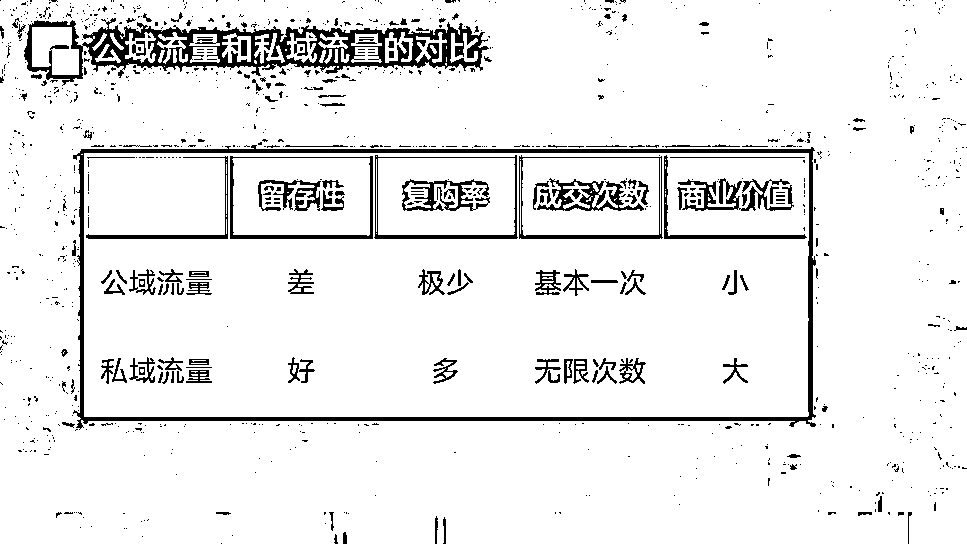 公域流量和私域流量的对比
留存性 复购率 成交次数 商业价值
公域流量 差 极少 基本一次 小
私域流量 好 多 无限次数 大